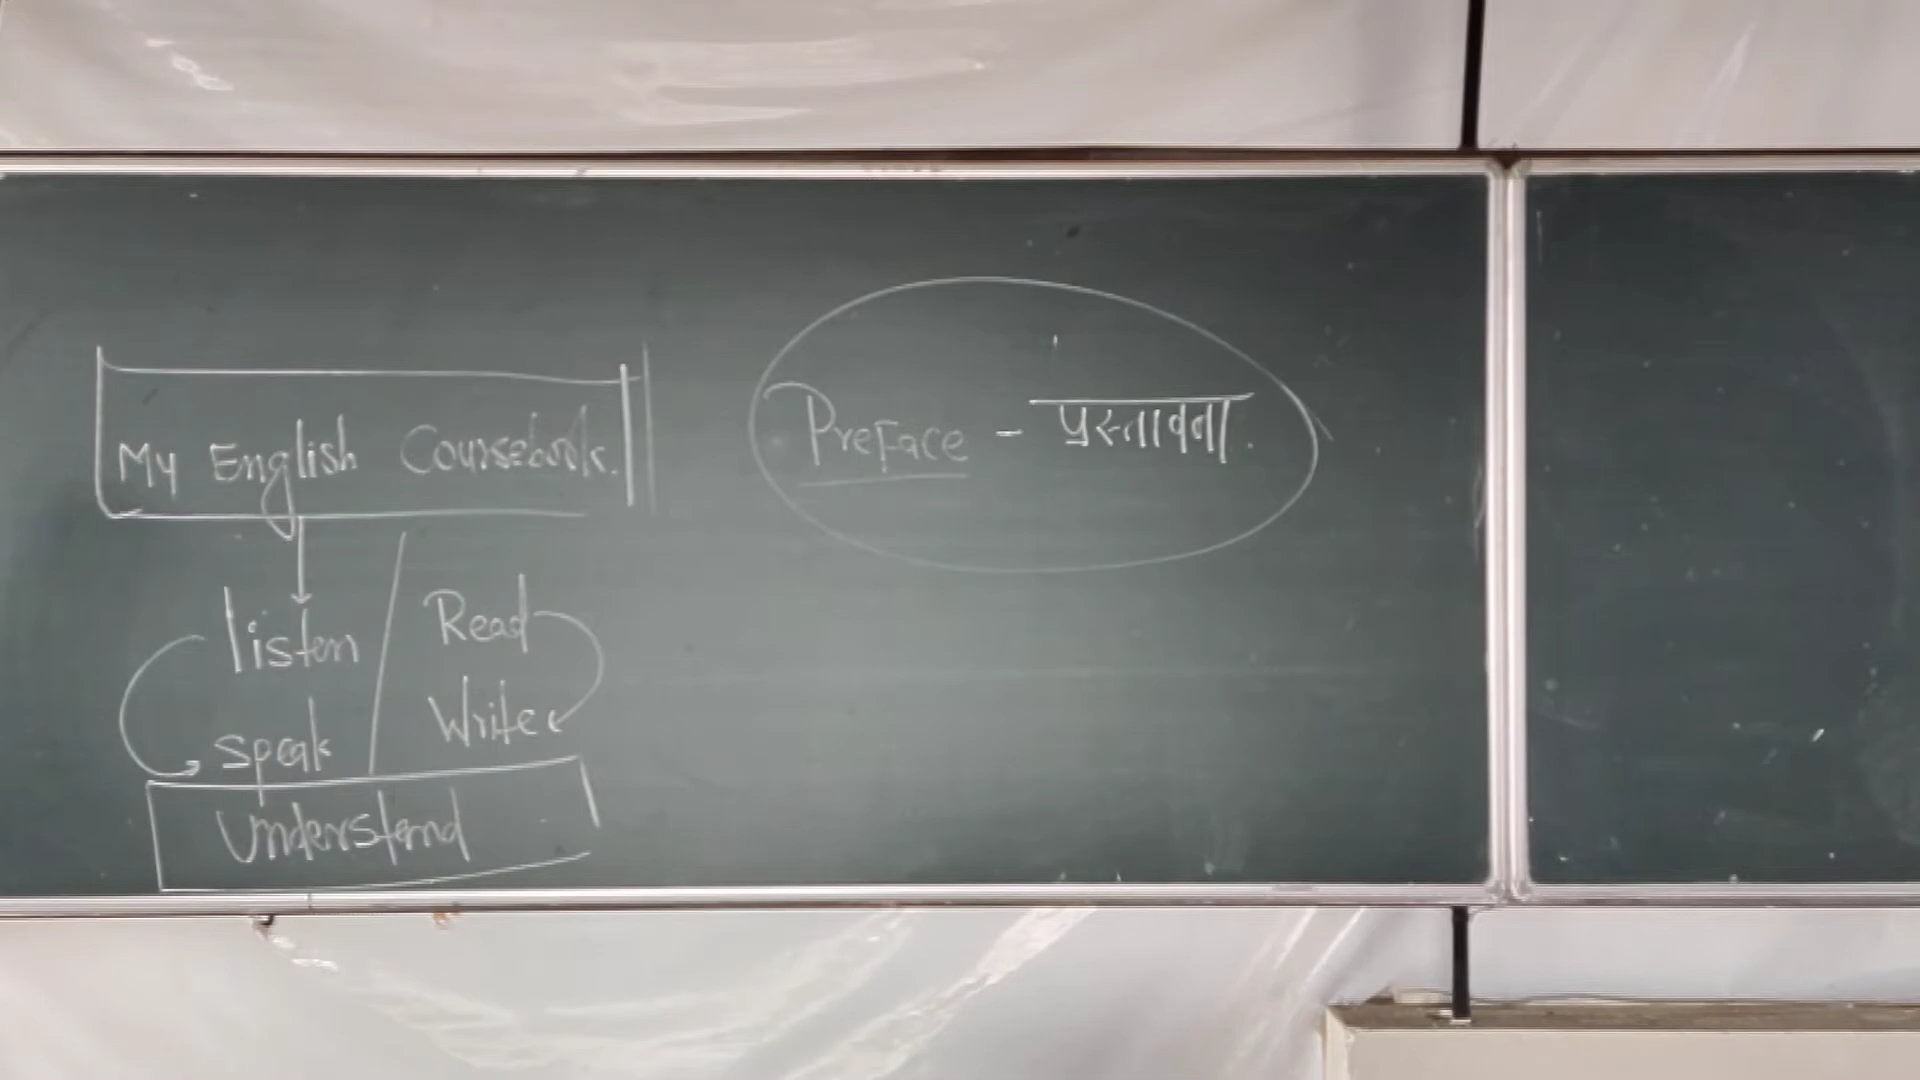 My English Coursebook.
listen
speak
Read
Write
Understand
Preface - प्रस्तावना.